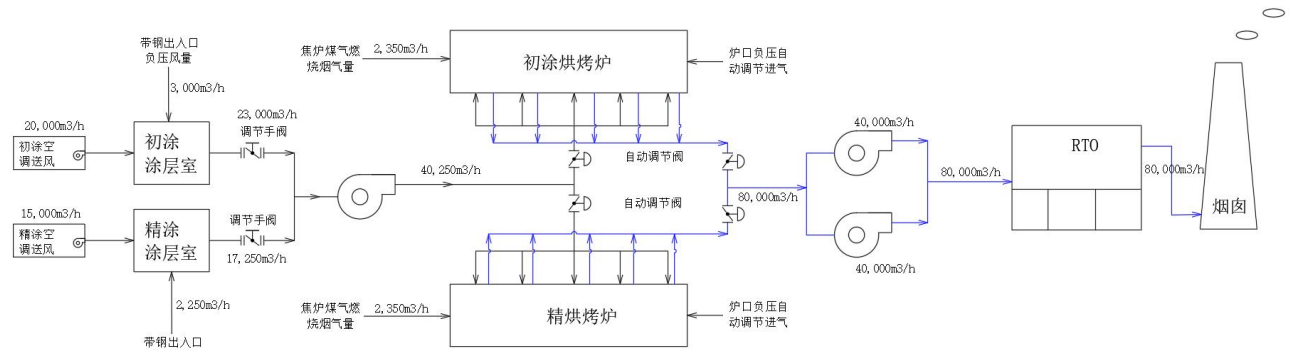 带钢出入口
负压风量
3,000m3/h
20,000m3/h
初涂空
调送风
初涂
涂层室
23,000m3/h
调节手阀
15,000m3/h
精涂空
调送风
精涂
涂层室
调节手阀
17,250m3/h
2,250m3/h
带钢出入口
40,250m3/h
焦炉煤气燃
烧烟气量
2,350m3/h
初涂烘烤炉
炉口负压自
动调节进气
自动调节阀
自动调节阀
焦炉煤气燃
烧烟气量
2,350m3/h
精烘烤炉
炉口负压自
动调节进气
80,000m3/h
40,000m3/h
40,000m3/h
80,000m3/h
RTO
80,000m3/h
烟囱